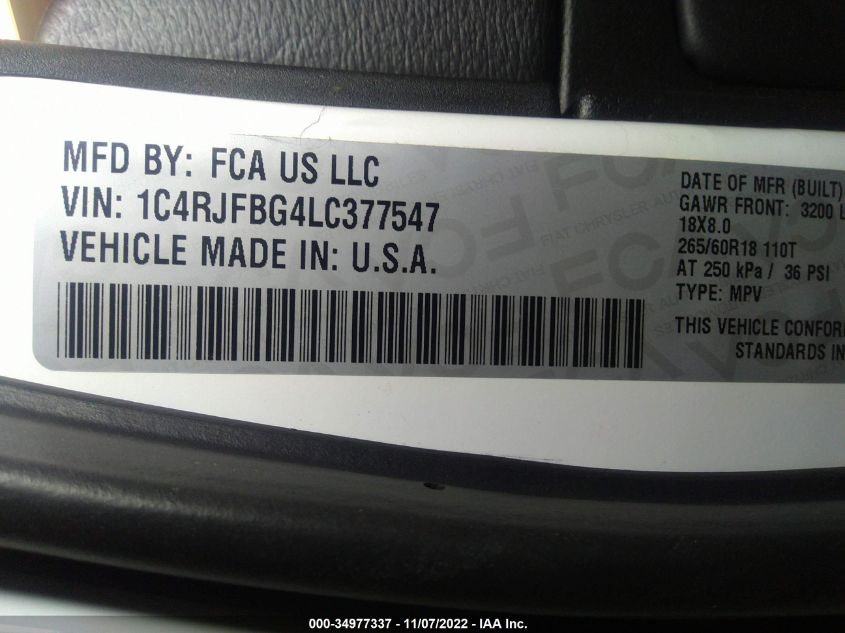 MFD BY: FCA US LLC
VIN: 1C4RJFBG4LC377547
VEHICLE MADE IN: U.S.A.
DATE OF MFR (BUILT)
GAWR FRONT: 3200 L
18X8.0
265/60R18 110T
AT 250 kPa / 36 PSI
TYPE: MPV
THIS VEHICLE CONFOR
STANDARDS IN
000-34977337 - 11/07/2022 - IAA Inc.